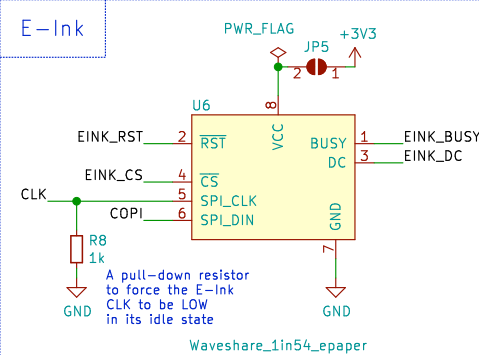 E-Ink
PWR_FLAG
+3V3
JP5
2 1
8
U6
VCC
EINK_RST 2 RST
BUSY 1 EINK_BUSY
DC 3 EINK_DC
EINK_CS 4 CS
CLK 5 SPI_CLK
COPI 6 SPI_DIN
GND
7
R8
1k
A pull-down resistor
to force the E-Ink
CLK to be LOW
in its idle state
GND
GND
Waveshare_1in54_epaper